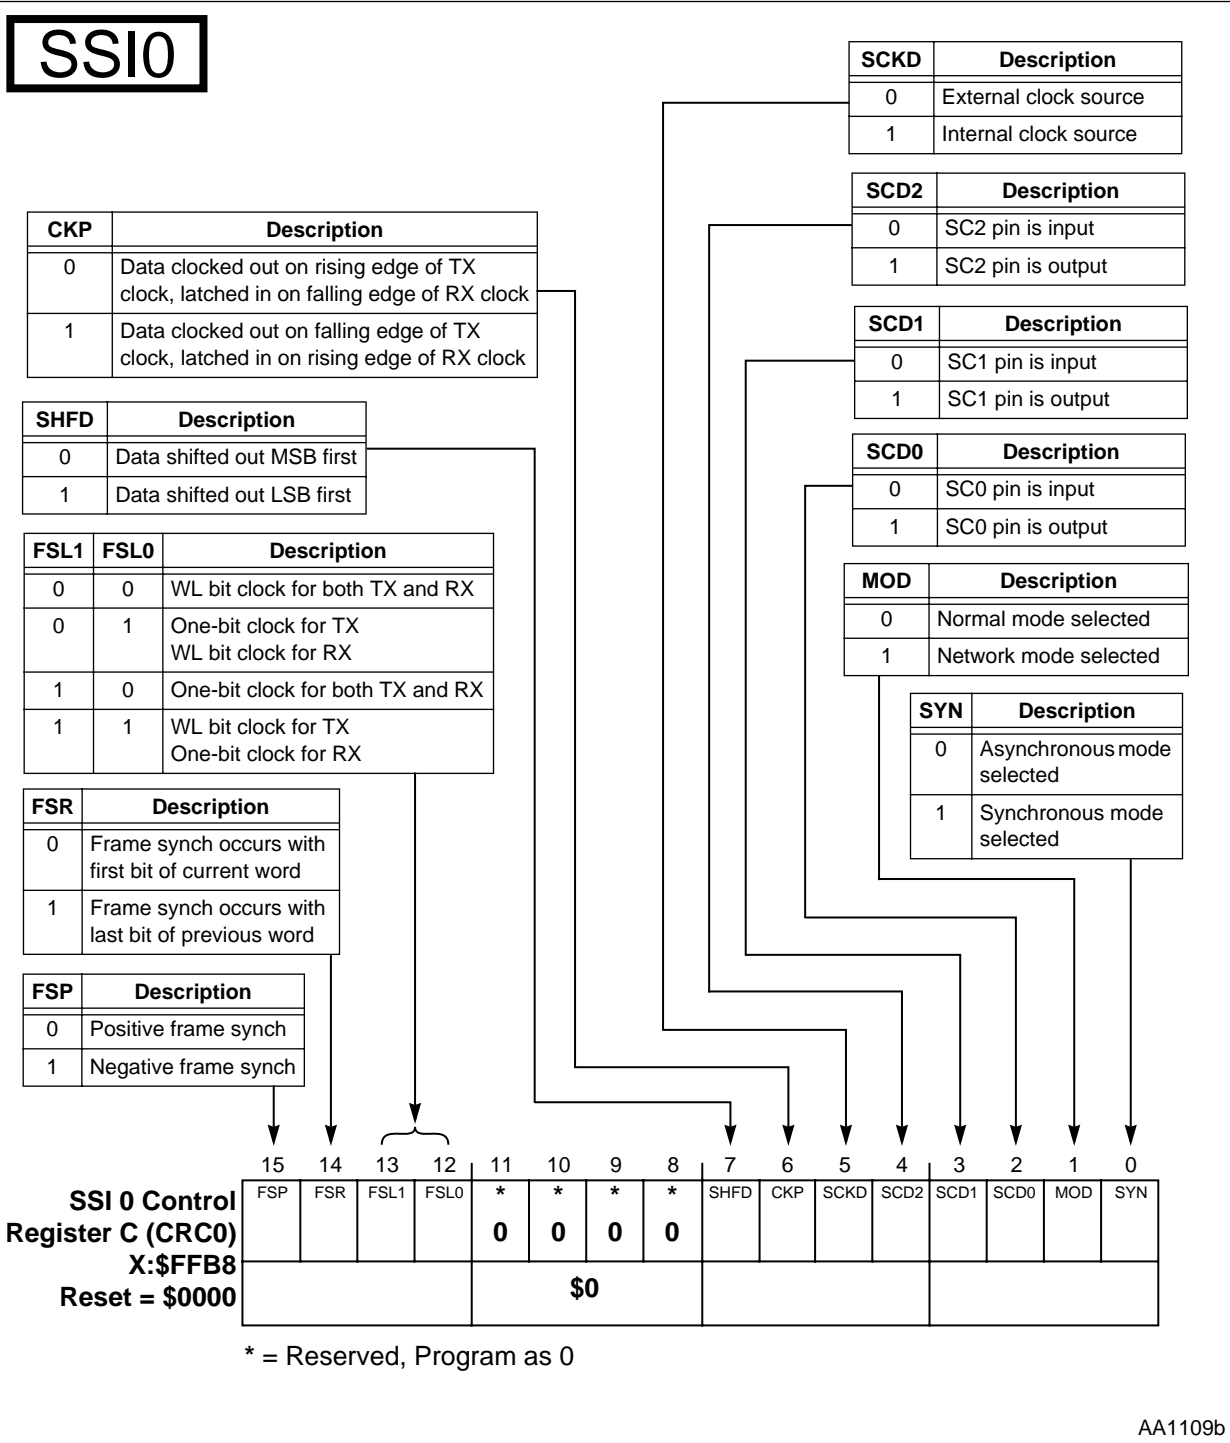 SSI0
SCKD Description
0 External clock source
1 Internal clock source
SCD2 Description
0 SC2 pin is input
1 SC2 pin is output
CKP Description
0 Data clocked out on rising edge of TX
clock, latched in on falling edge of RX clock
1 Data clocked out on falling edge of TX
clock, latched in on rising edge of RX clock
SCD1 Description
0 SC1 pin is input
1 SC1 pin is output
SHFD Description
0 Data shifted out MSB first
1 Data shifted out LSB first
SCD0 Description
0 SC0 pin is input
1 SC0 pin is output
FSL1 FSL0 Description
0 0 WL bit clock for both TX and RX
0 1 One-bit clock for TX
WL bit clock for RX
1 0 One-bit clock for both TX and RX
1 1 WL bit clock for TX
One-bit clock for RX
MOD Description
0 Normal mode selected
1 Network mode selected
SYN Description
0 Asynchronous mode
selected
1 Synchronous mode
selected
FSR Description
0 Frame synch occurs with
first bit of current word
1 Frame synch occurs with
last bit of previous word
FSP Description
0 Positive frame synch
1 Negative frame synch
15 14 13 12 11 10 9 8 7 6 5 4 3 2 1 0
FSP FSR FSL1 FSL0 * * * * SHFD CKP SCKD SCD2 SCD1 SCD0 MOD SYN
0 0 0 0
$0
SSI 0 Control
Register C (CRC0)
X:$FFB8
Reset = $0000
* = Reserved, Program as 0
AA1109b